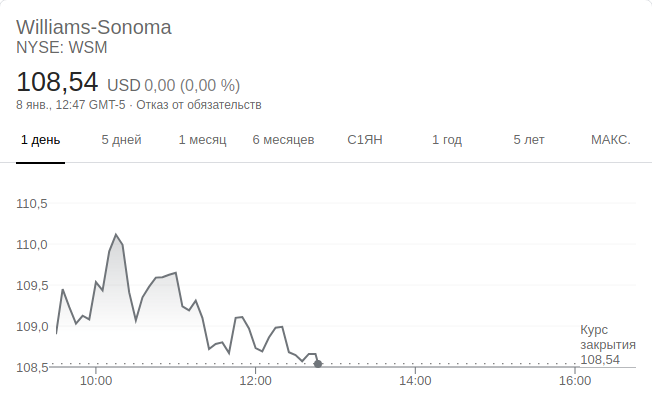 Williams-Sonoma
NYSE: WSM
108,54 USD 0,00 (0,00 %)
8 янв., 12:47 GMT-5 · Отказ от обязательств
1 день 5 дней 1 месяц 6 месяцев С1ЯН 1 год 5 лет МАКС.
110,5
110,0
109,5
109,0
108,5
Курс
закрытия
108,54
10:00 12:00 14:00 16:00